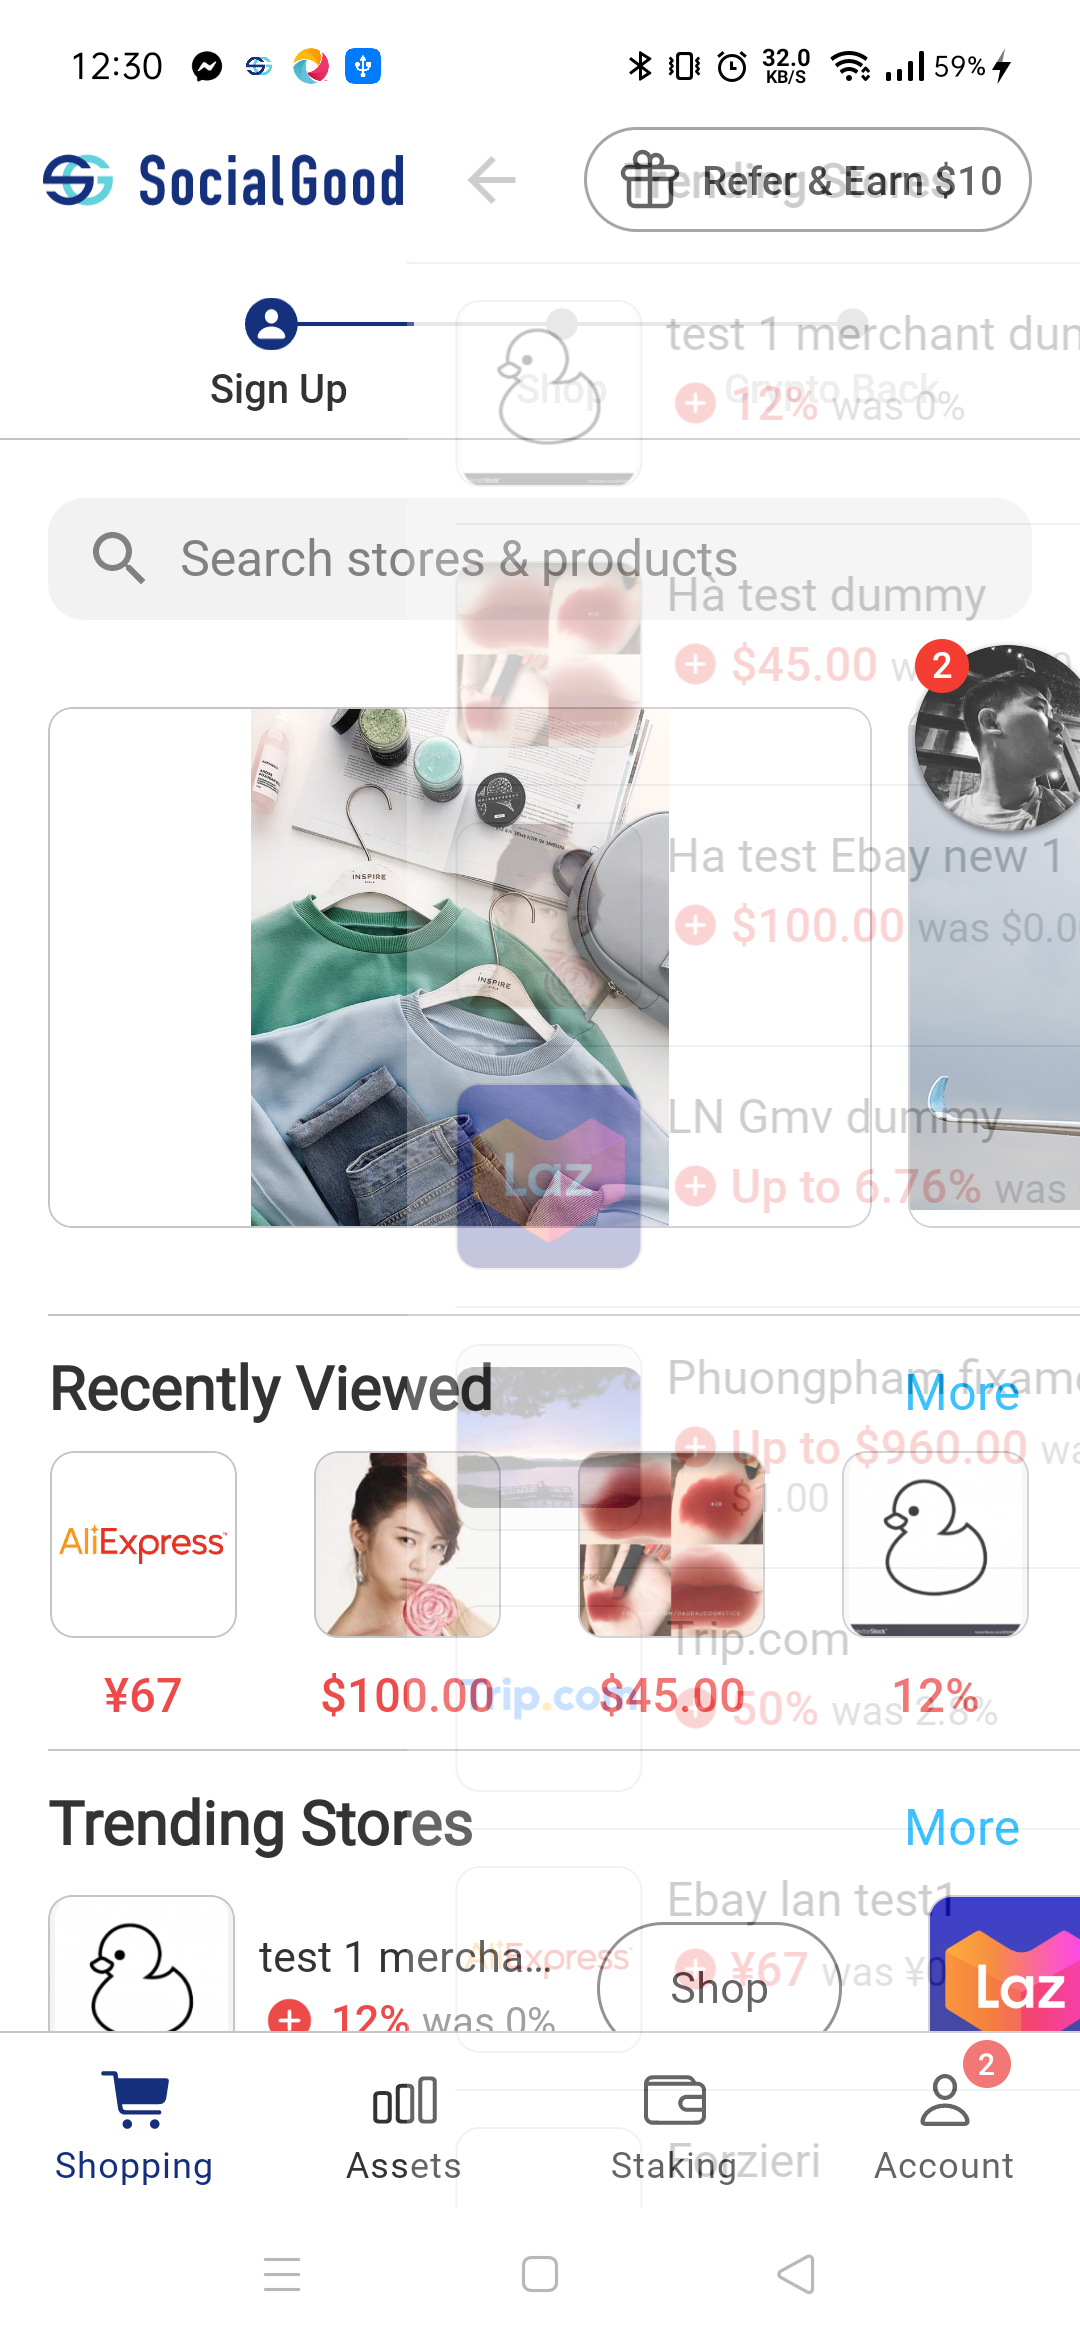 12:30
32.0
KB/S
59%
SocialGood
Refer & Earn $10
Trending Stores
Sign Up
Shop
Crypto Back
test 1 merchant dum
12% was 0%
Search stores & products
Hà test dummy
$45.00
2
INSPIRE
INSPIRE
Ha test Ebay new 1
$100.00 was $0.0
LN Gmv dummy
Up to 6.76% was
Laz
Recently Viewed
More
Phuongpham fixam
Up to $960.00 wa
$1.00
AliExpress
¥67
$100.00
$45.00
12%
Trip.com
Trip.com
50% was 2.8%
Trending Stores
More
test 1 mercha...
12% was 0%
Shop
Laz
Ebay lan test1
AliExpress
¥67 was ¥0
Forzieri
2
Shopping
Assets
Staking
Account